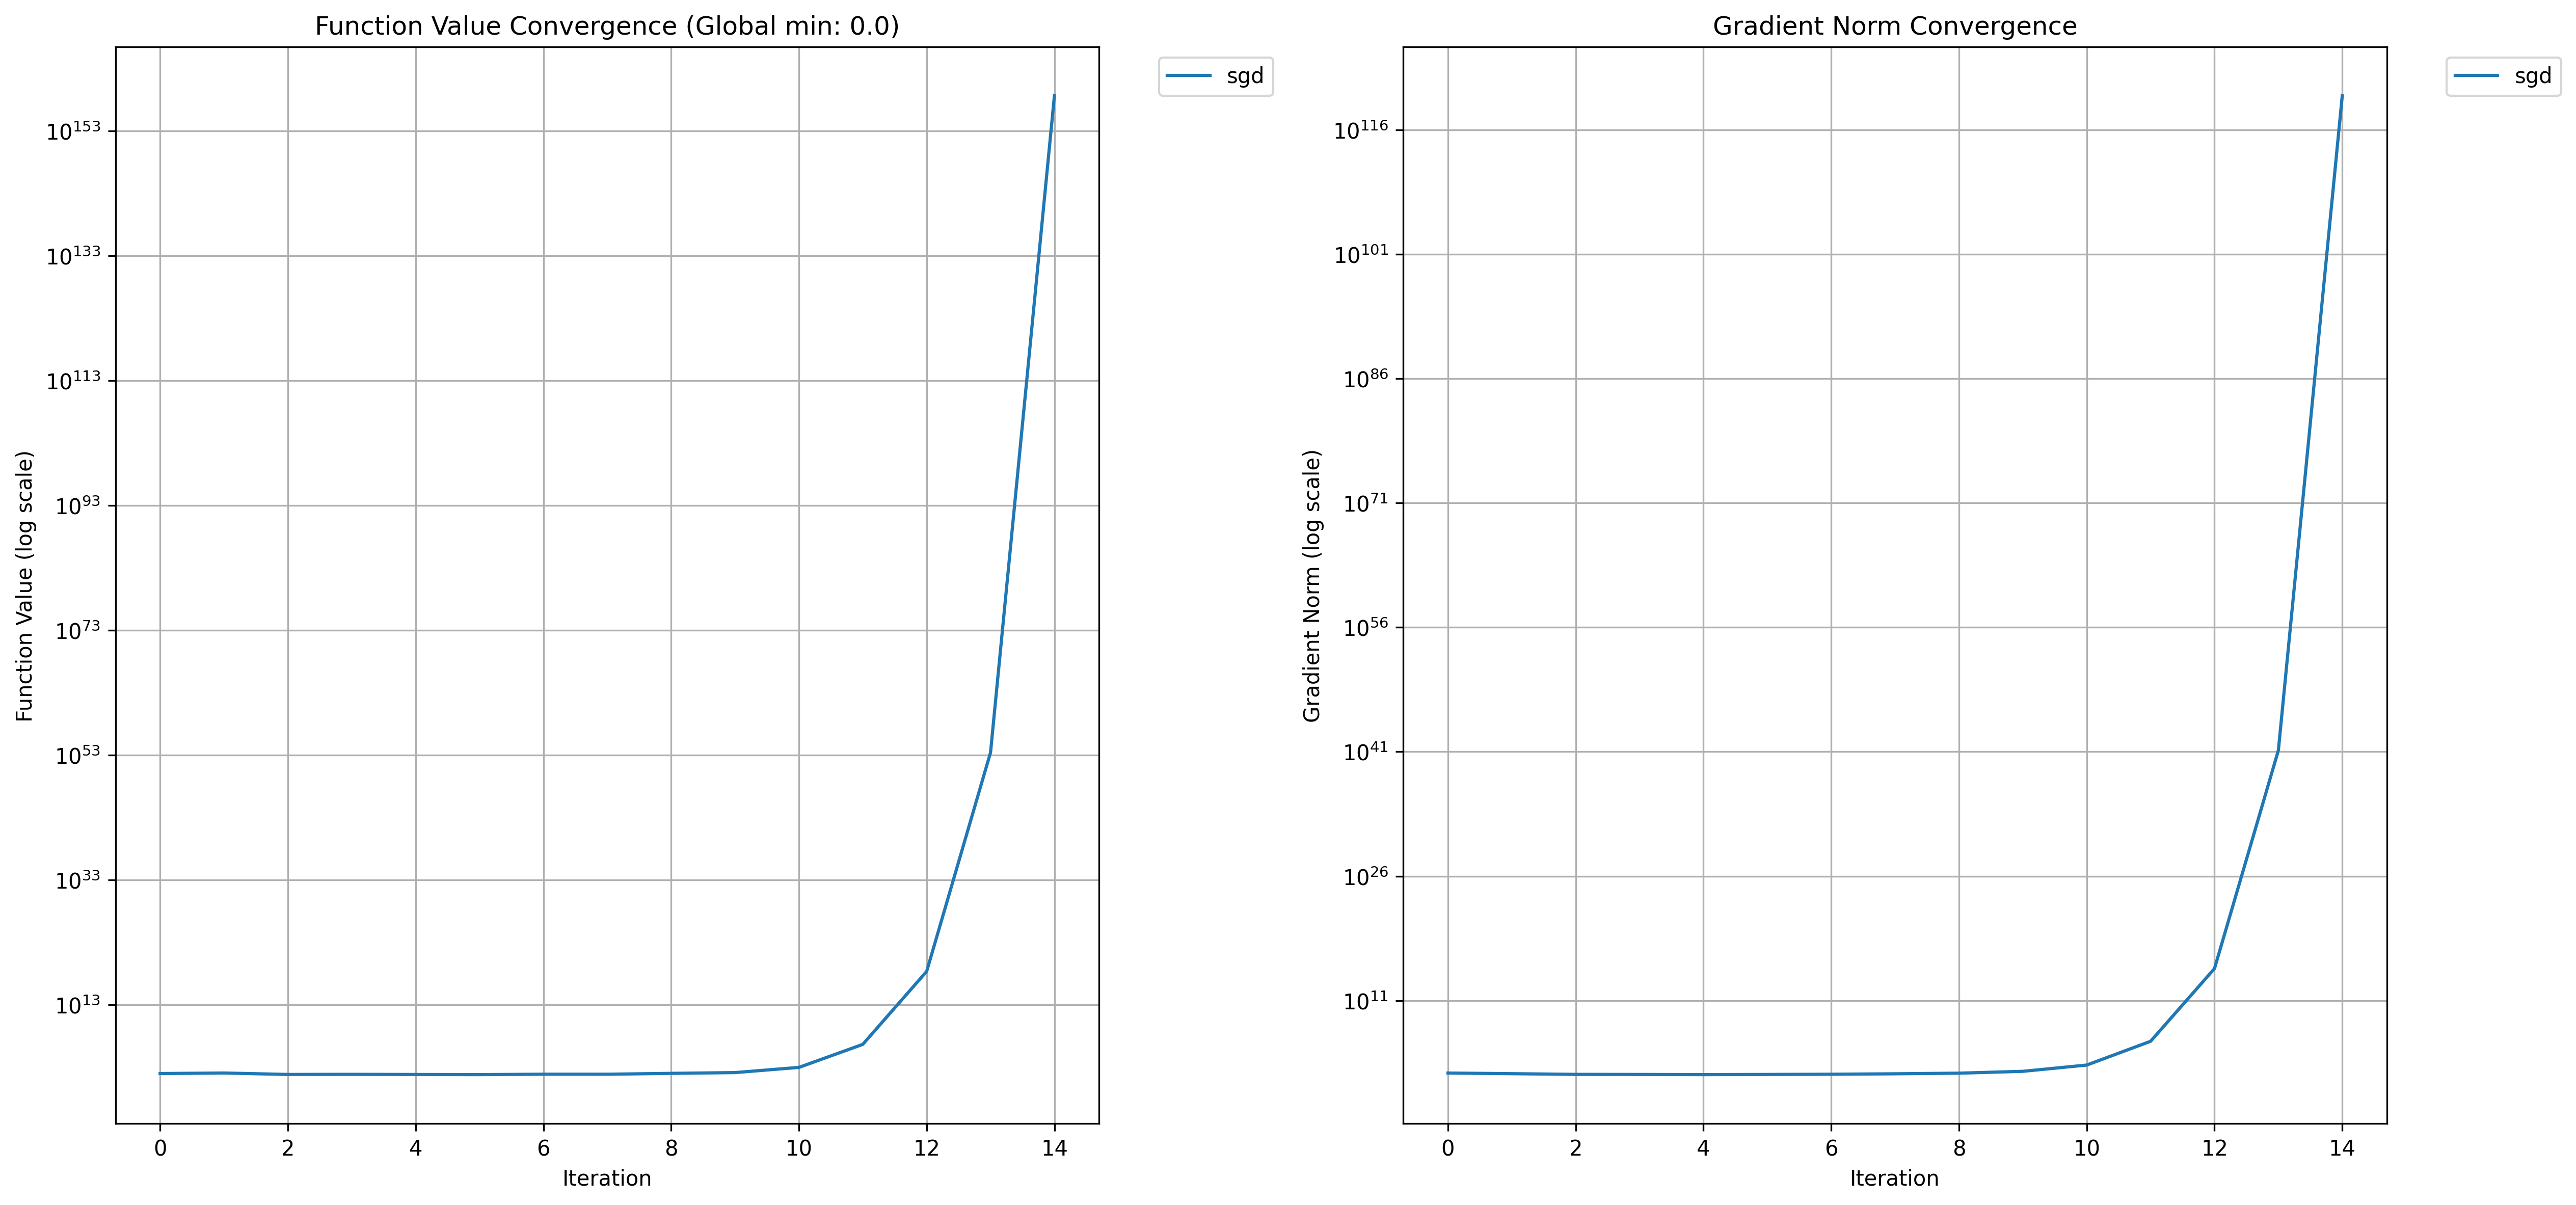 Function Value Convergence (Global min: 0.0)
sgd
10^153
10^133
10^113
10^93
10^73
10^53
10^33
10^13
Function Value (log scale)
0 2 4 6 8 10 12 14
Iteration
Gradient Norm Convergence
sgd
10^116
10^101
10^86
10^71
10^56
10^41
10^26
10^11
Gradient Norm (log scale)
0 2 4 6 8 10 12 14
Iteration